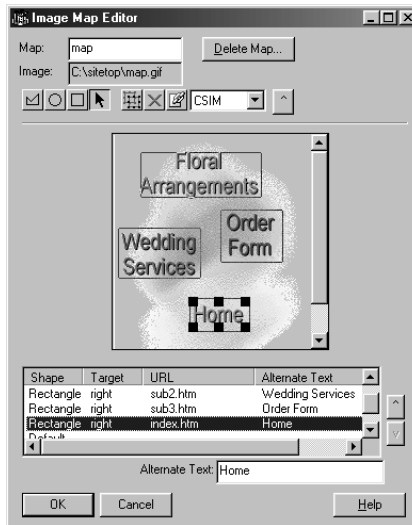 Image Map Editor
Map: map Delete Map...
Image: C:\sitetop\map.gif
CSIM ^
Floral
Arrangements
Order
Form
Wedding
Services
Home
Shape Target URL Alternate Text
Rectangle right sub2.htm Wedding Services
Rectangle right sub3.htm Order Form
Rectangle right index.htm Home
Default
Alternate Text: Home
OK Cancel Help